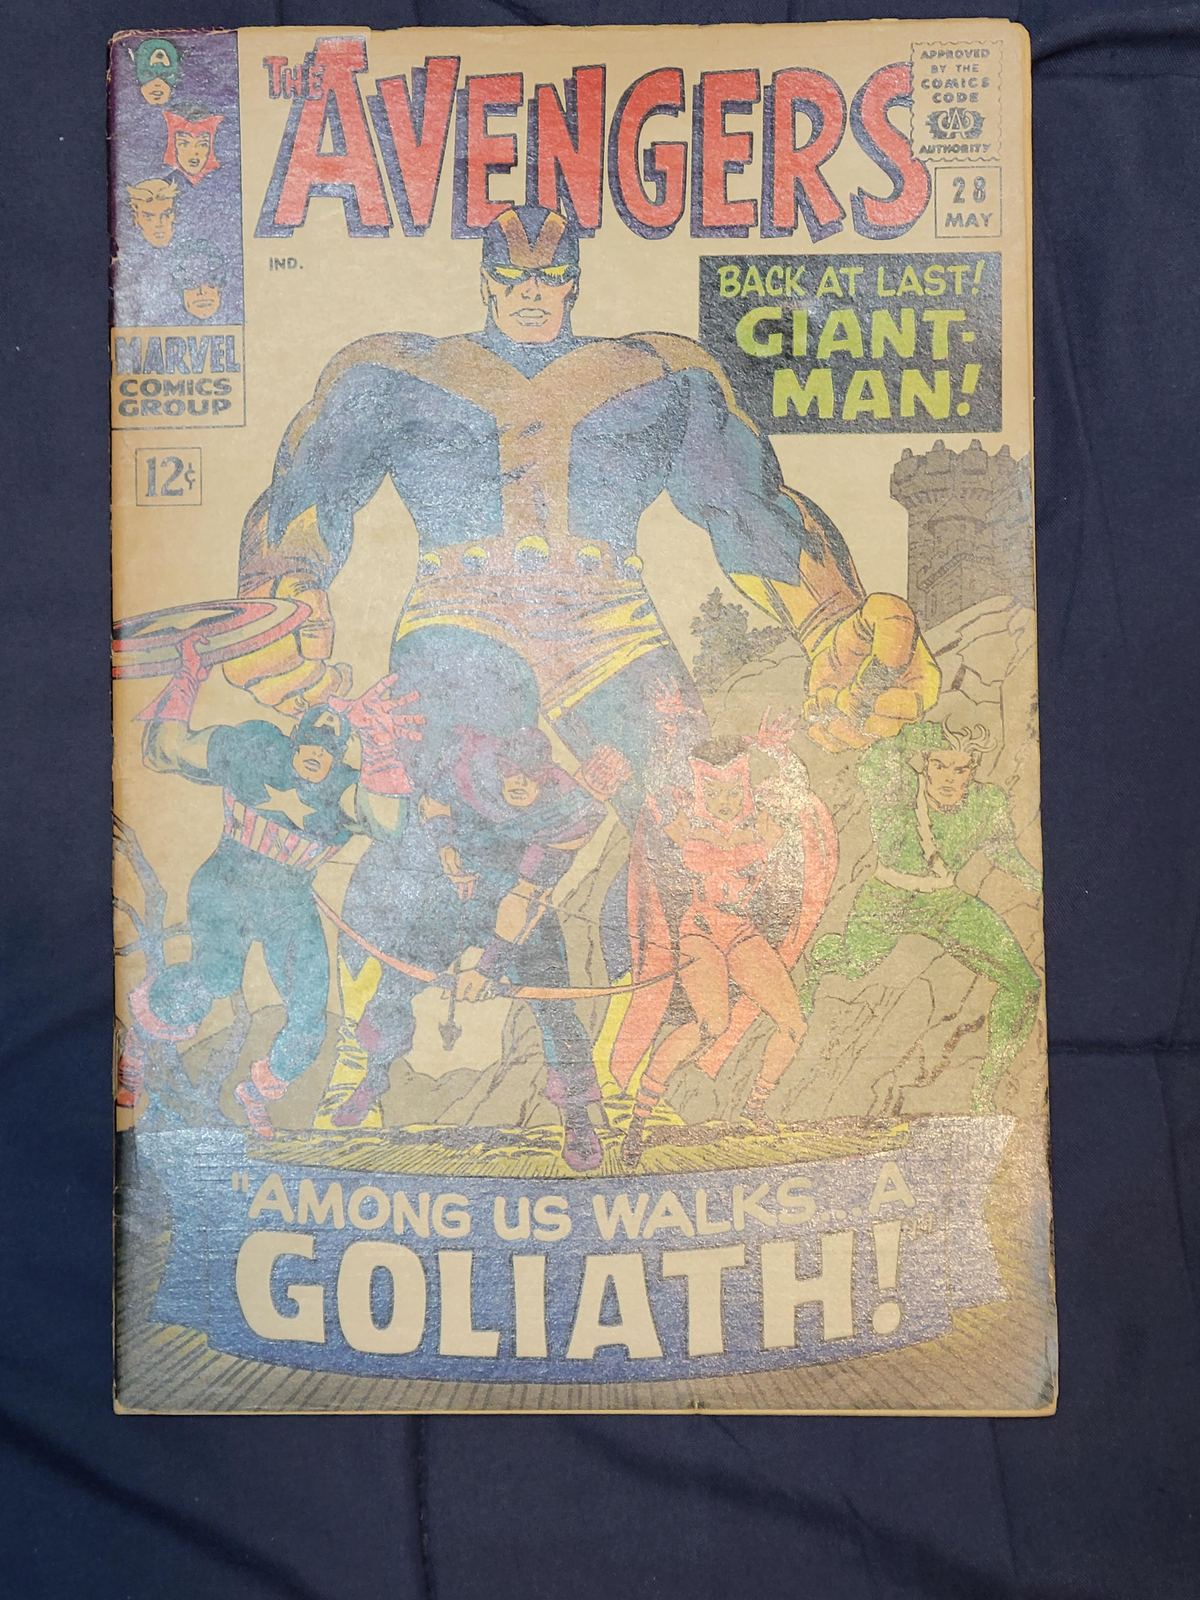 THE AVENGERS
APPROVED
BY THE
COMICS
CODE
CA
AUTHORITY
28
MAY
IND.
A
BACK AT LAST!
GIANT-
MAN!
MARVEL
COMICS
GROUP
12¢
A
"AMONG US WALKS...A
GOLIATH!"